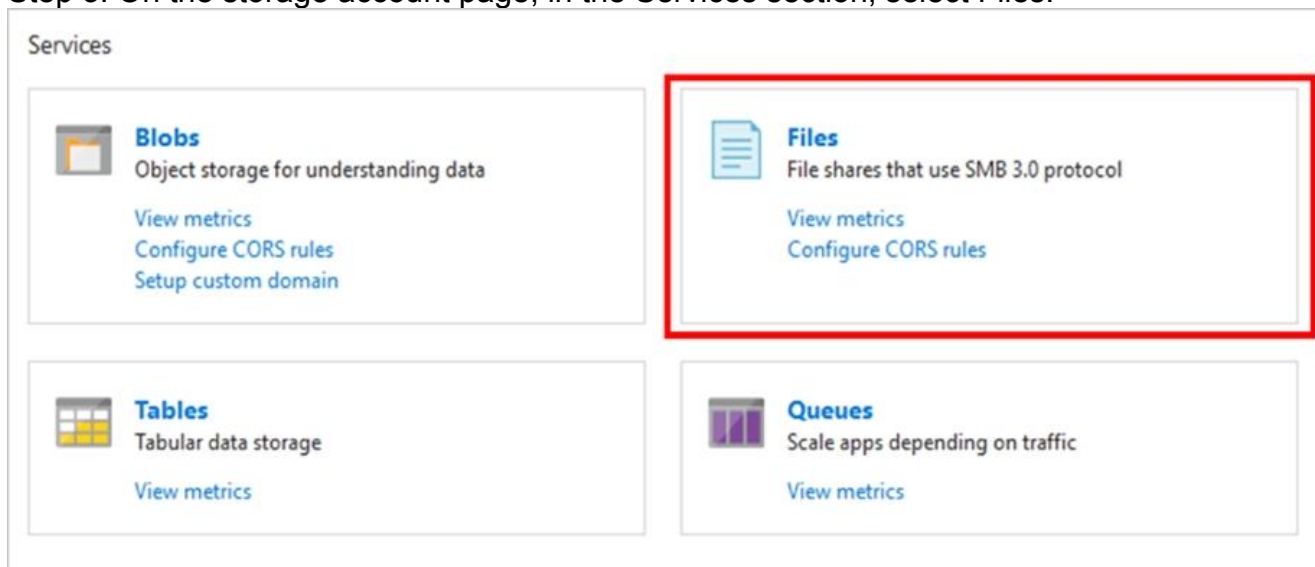 Step 3: On the storage account page, in the Services section, select Files.
Services
Blobs
Object storage for understanding data
View metrics
Configure CORS rules
Setup custom domain
Files
File shares that use SMB 3.0 protocol
View metrics
Configure CORS rules
Tables
Tabular data storage
View metrics
Queues
Scale apps depending on traffic
View metrics